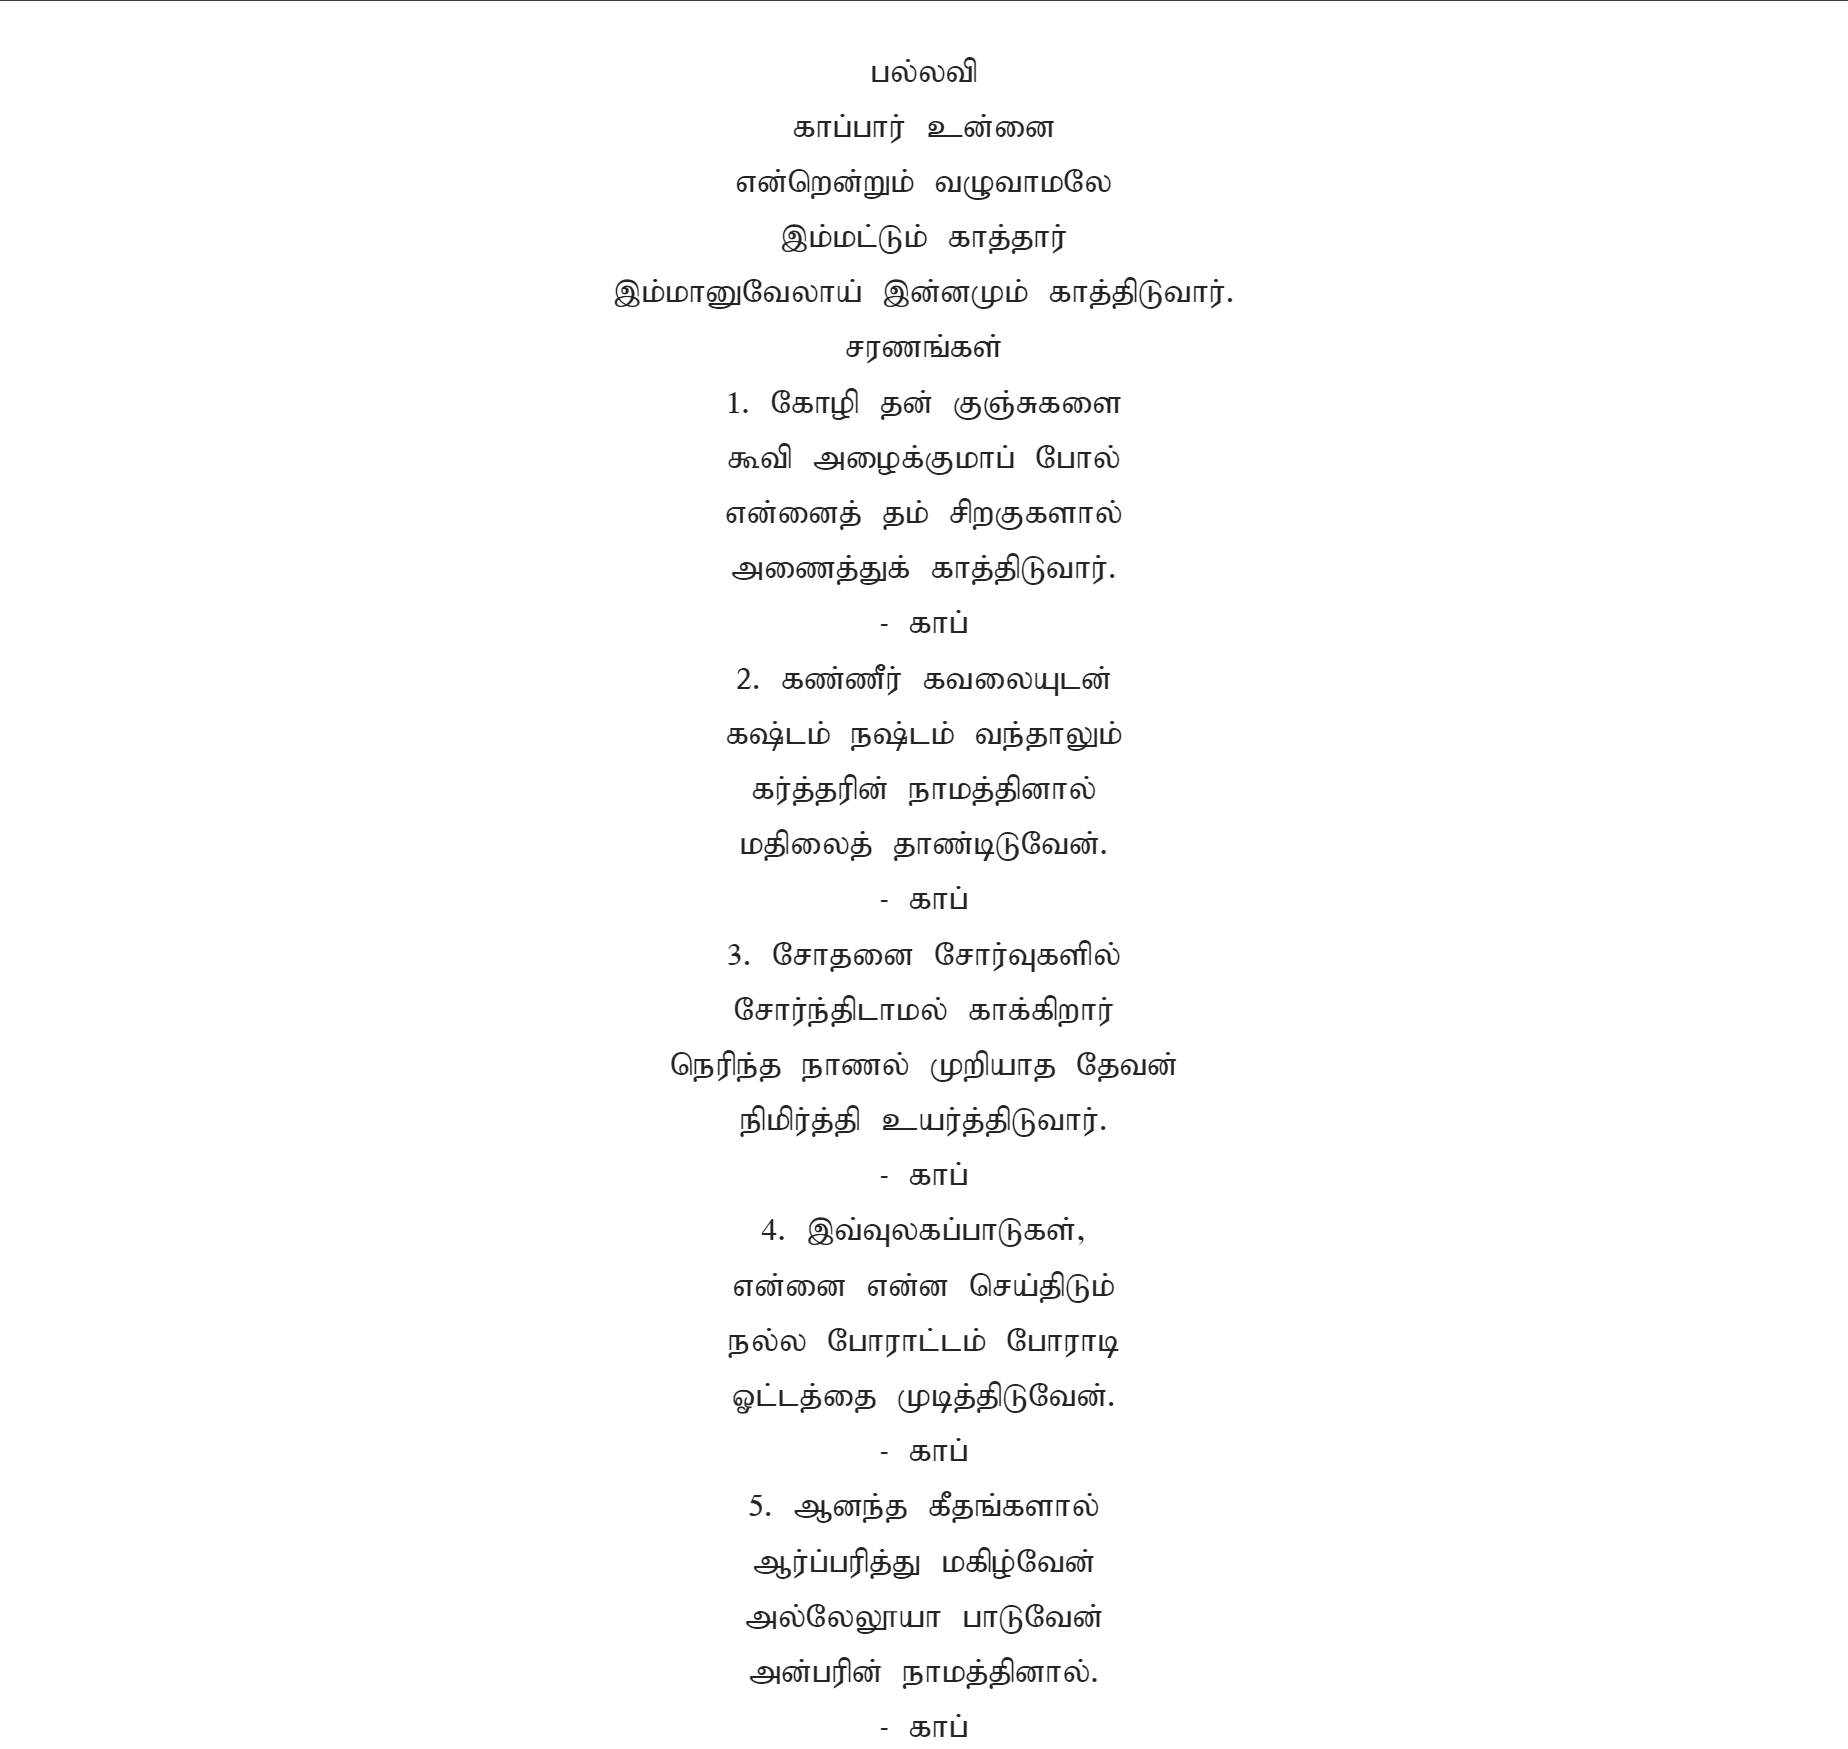 பல்லவி
காப்பார் உன்னை
என்றென்றும் வழுவாமலே
இம்மட்டும் காத்தார்
இம்மானுவேலாய் இன்னமும் காத்திடுவார்.
சரணங்கள்
1. கோழி தன் குஞ்சுகளை
கூவி அழைக்குமாப் போல்
என்னைத் தம் சிறகுகளால்
அணைத்துக் காத்திடுவார்.
- காப்
2. கண்ணீர் கவலையுடன்
கஷ்டம் நஷ்டம் வந்தாலும்
கர்த்தரின் நாமத்தினால்
மதிலைத் தாண்டிடுவேன்.
- காப்
3. சோதனை சோர்வுகளில்
சோர்ந்திடாமல் காக்கிறார்
நெரிந்த நாணல் முறியாத தேவன்
நிமிர்த்தி உயர்த்திடுவார்.
- காப்
4. இவ்வுலகப்பாடுகள்,
என்னை என்ன செய்திடும்
நல்ல போராட்டம் போராடி
ஓட்டத்தை முடித்திடுவேன்.
- காப்
5. ஆனந்த கீதங்களால்
ஆர்ப்பரித்து மகிழ்வேன்
அல்லேலூயா பாடுவேன்
அன்பரின் நாமத்தினால்.
- காப்